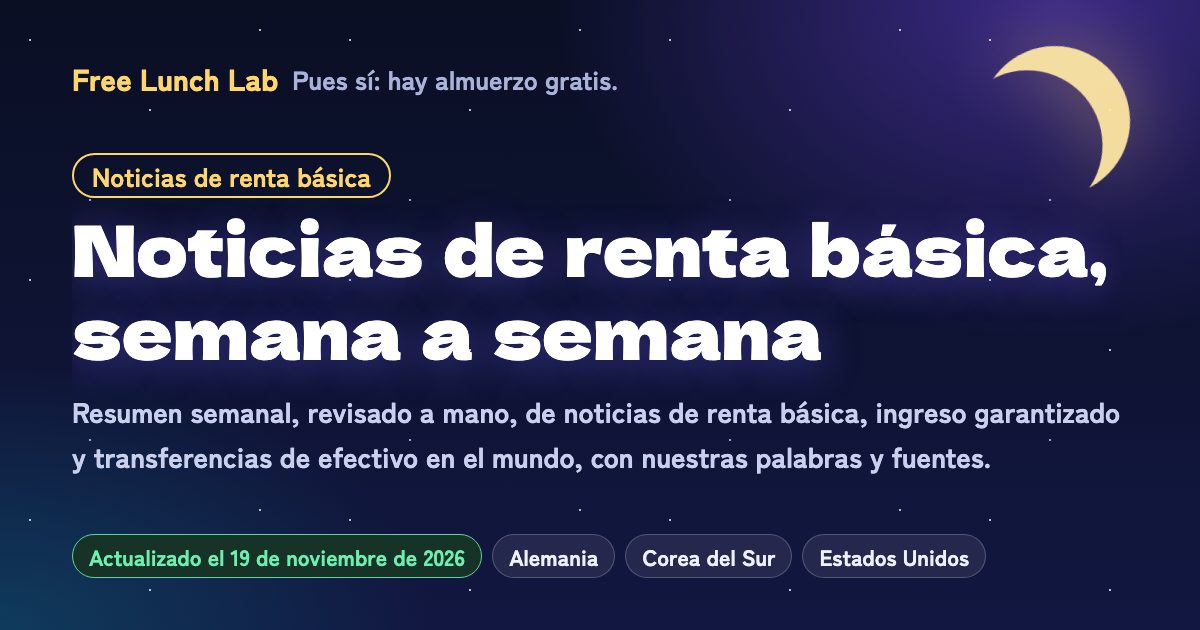 Free Lunch Lab Pues sí: hay almuerzo gratis.
Noticias de renta básica
Noticias de renta básica,
semana a semana
Resumen semanal, revisado a mano, de noticias de renta básica, ingreso garantizado
y transferencias de efectivo en el mundo, con nuestras palabras y fuentes.
Actualizado el 19 de noviembre de 2026 Alemania Corea del Sur Estados Unidos